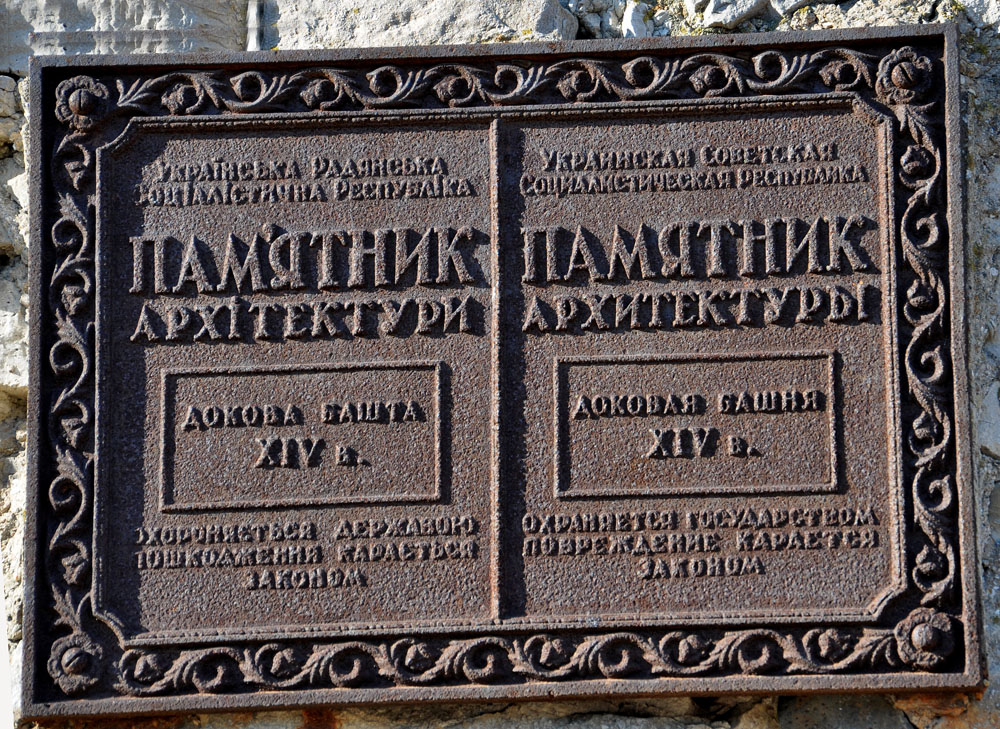 Українська Радянська
Соціалістична Республіка
ПАМ'ЯТНИК
АРХІТЕКТУРИ
ДОКОВА БАШТА
XIV в.
ОХОРОНЯЄТЬСЯ ДЕРЖАВОЮ
ПОШКОДЖЕННЯ КАРАЄТЬСЯ
ЗАКОНОМ
Украинская Советская
Социалистическая Республика
ПАМЯТНИК
АРХИТЕКТУРЫ
ДОКОВАЯ БАШНЯ
XIV в.
ОХРАНЯЕТСЯ ГОСУДАРСТВОМ
ПОВРЕЖДЕНИЕ КАРАЕТСЯ
ЗАКОНОМ